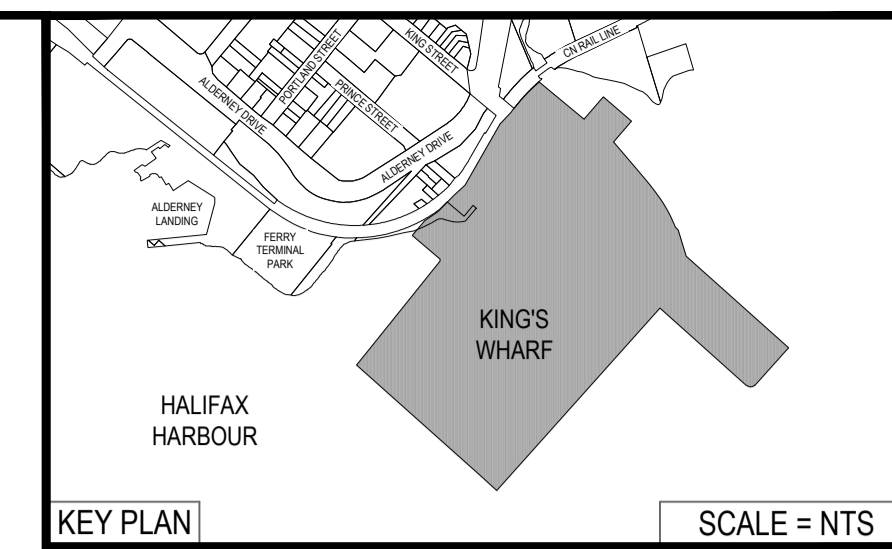 KING STREET
CN RAIL LINE
PORTLAND STREET
ALDERNEY DRIVE
PRINCE STREET
ALDERNEY DRIVE
ALDERNEY
LANDING
FERRY
TERMINAL
PARK
KING'S
WHARF
HALIFAX
HARBOUR
KEY PLAN
SCALE = NTS